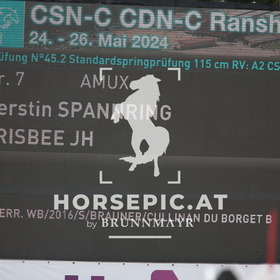 CSN-C CDN-C Ransh
24. - 26. Mai 2024
üfung N°45.2 Standardspringprüfung 115 cm RV: A2 CS
r. 7 AMUX
erstin SPANRING
RISBEE JH
HORSEPIC.AT
ERR. WB/2016/S/BRAUNER/CULLINAN DU BORGET B
by BRUNNMAYR